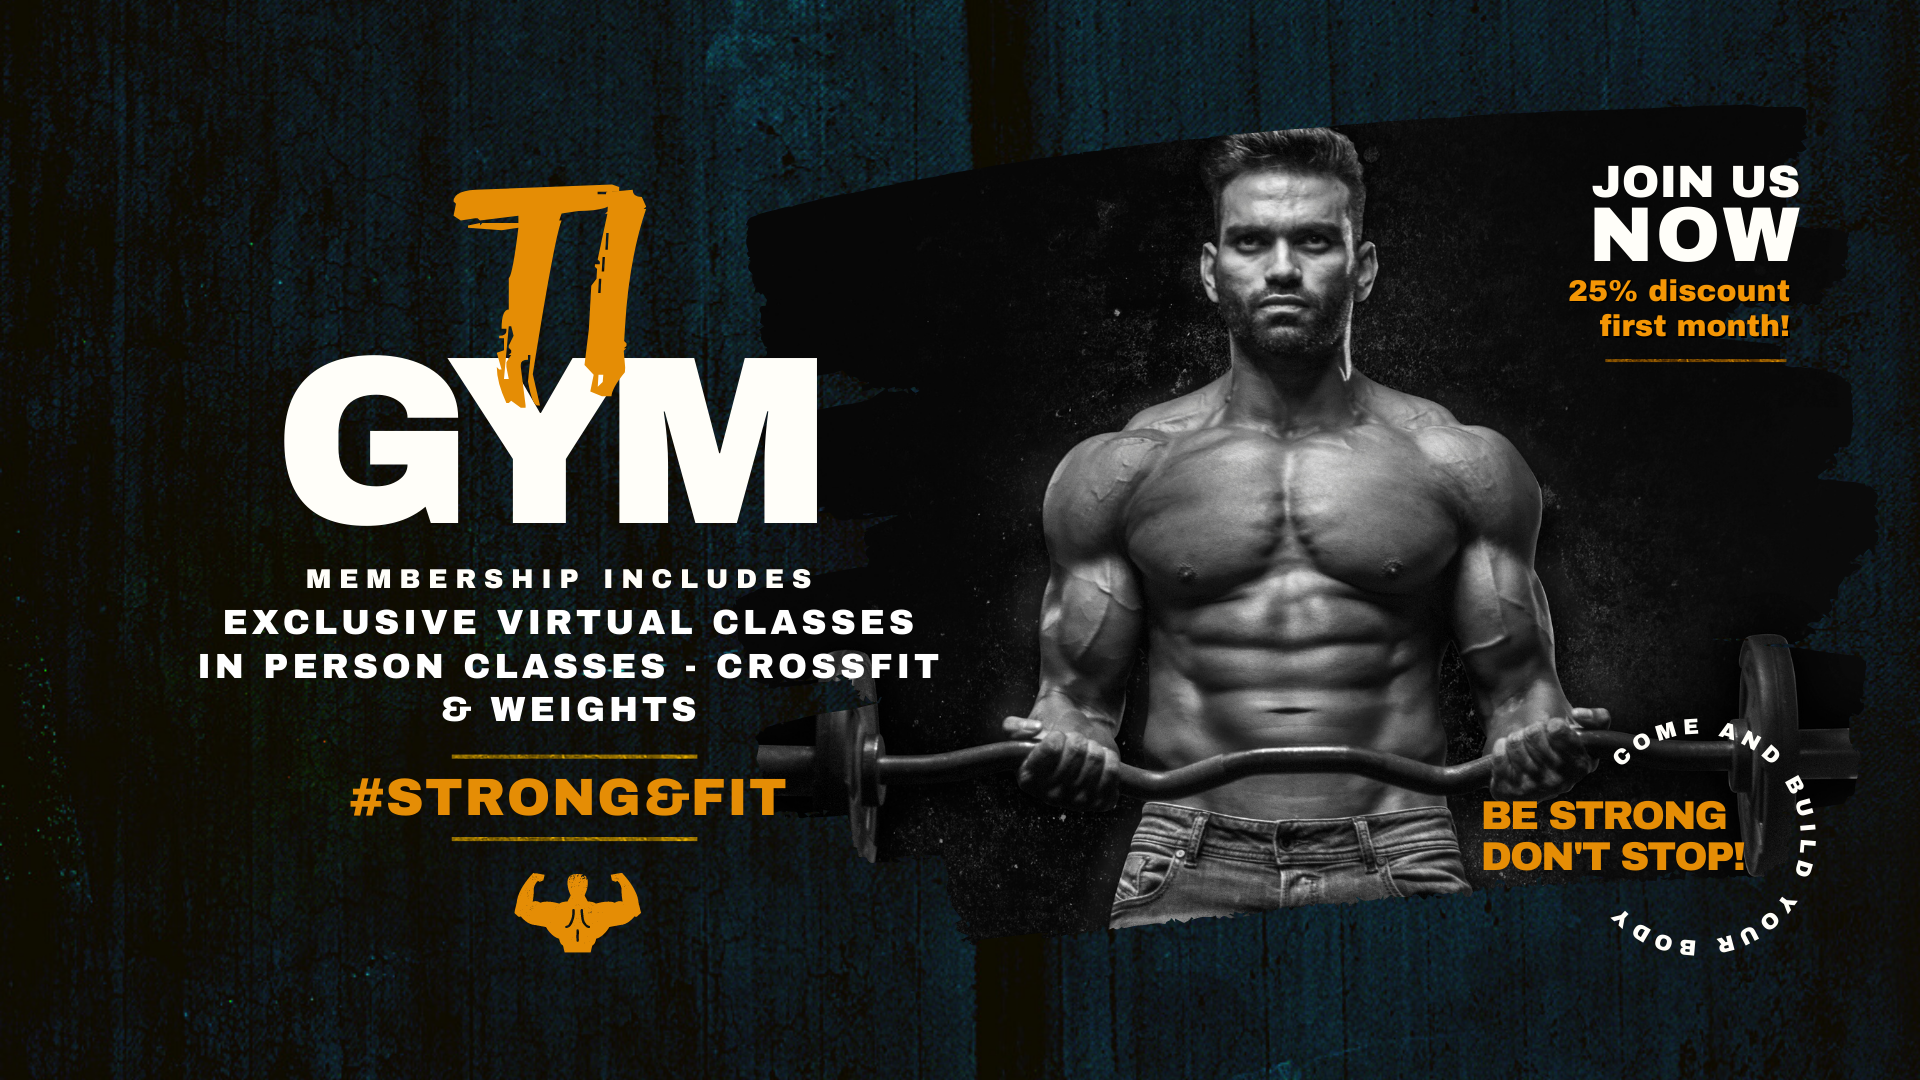 TI
GYM
MEMBERSHIP INCLUDES
EXCLUSIVE VIRTUAL CLASSES
IN PERSON CLASSES - CROSSFIT
& WEIGHTS
#STRONG&FIT
JOIN US
NOW
25% discount
first month!
BE STRONG
DON'T STOP!
COME AND BUILD YOUR BODY